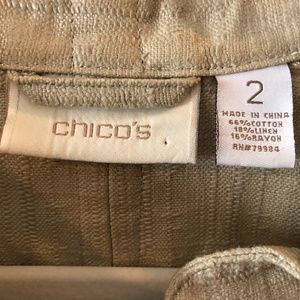 chico's
2
MADE IN CHINA
66%COTTON
18%LINEN
16%RAYON
RN#79984